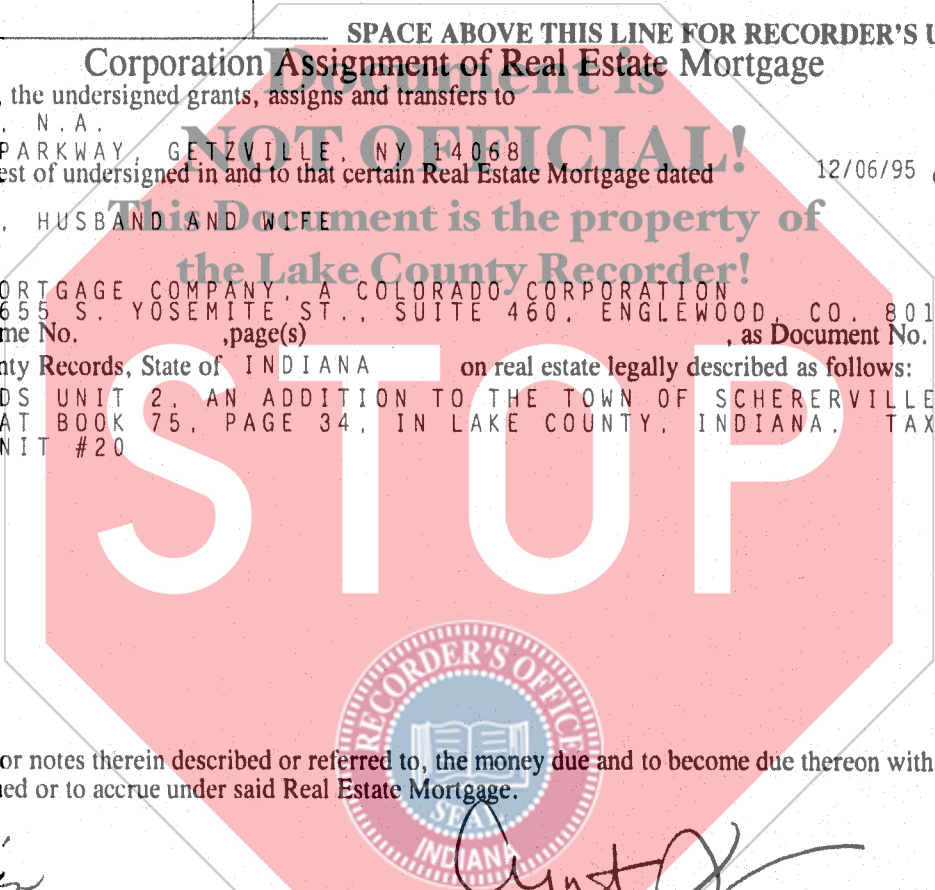 SPACE ABOVE THIS LINE FOR RECORDER'S U
Corporation Assignment of Real Estate Mortgage
Document is
, the undersigned grants, assigns and transfers to
. N.A.
NOT OFFICIAL!
PARKWAY, GETZVILLE, NY 14068
est of undersigned in and to that certain Real Estate Mortgage dated 12/06/95
This Document is the property of
, HUSBAND AND WIFE
the Lake County Recorder!
ORTGAGE COMPANY, A COLORADO CORPORATION
655 S. YOSEMITE ST., SUITE 460, ENGLEWOOD, CO. 801
me No. ,page(s) , as Document No.
nty Records, State of INDIANA on real estate legally described as follows:
DS UNIT 2, AN ADDITION TO THE TOWN OF SCHERERVILLE
AT BOOK 75, PAGE 34, IN LAKE COUNTY, INDIANA. TAX
NIT #20
STOP
RECORDER'S OFFICE
or notes therein described or referred to, the money due and to become due thereon with
ned or to accrue under said Real Estate Mortgage.
SEAL
INDIANA